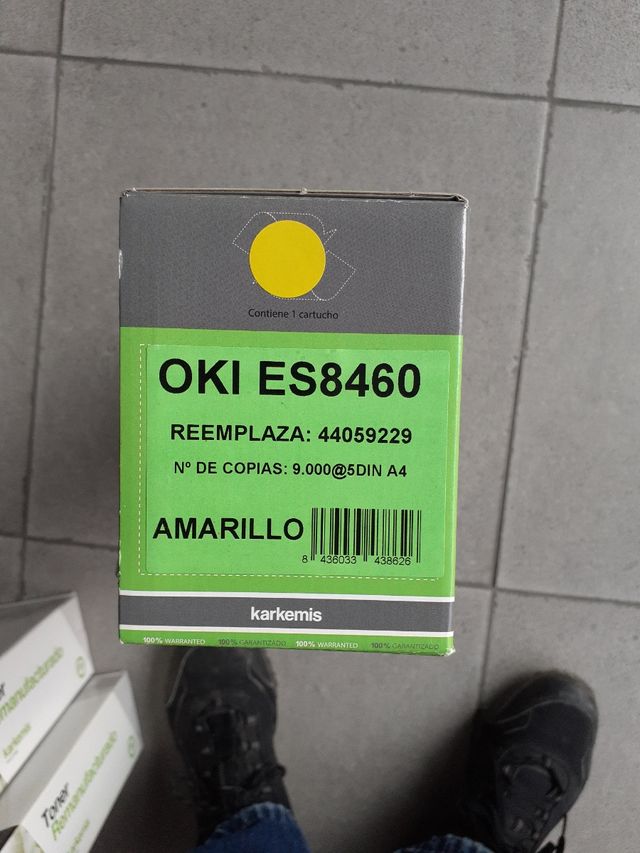 Contiene 1 cartucho
OKI ES8460
REEMPLAZA: 44059229
Nº DE COPIAS: 9.000@5DIN A4
AMARILLO
8 436033 438626
karkemis
100% WARRANTED 100% GARANTIZADO 100% WARRANTED 100% GARANTIZADO
Toner
Remanufacturado
karkemis
Toner
Remanufacturado